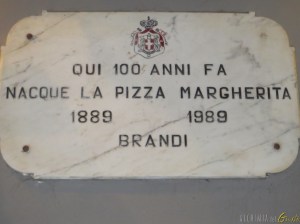 QUI 100 ANNI FA
NACQUE LA PIZZA MARGHERITA
1889 1989
BRANDI